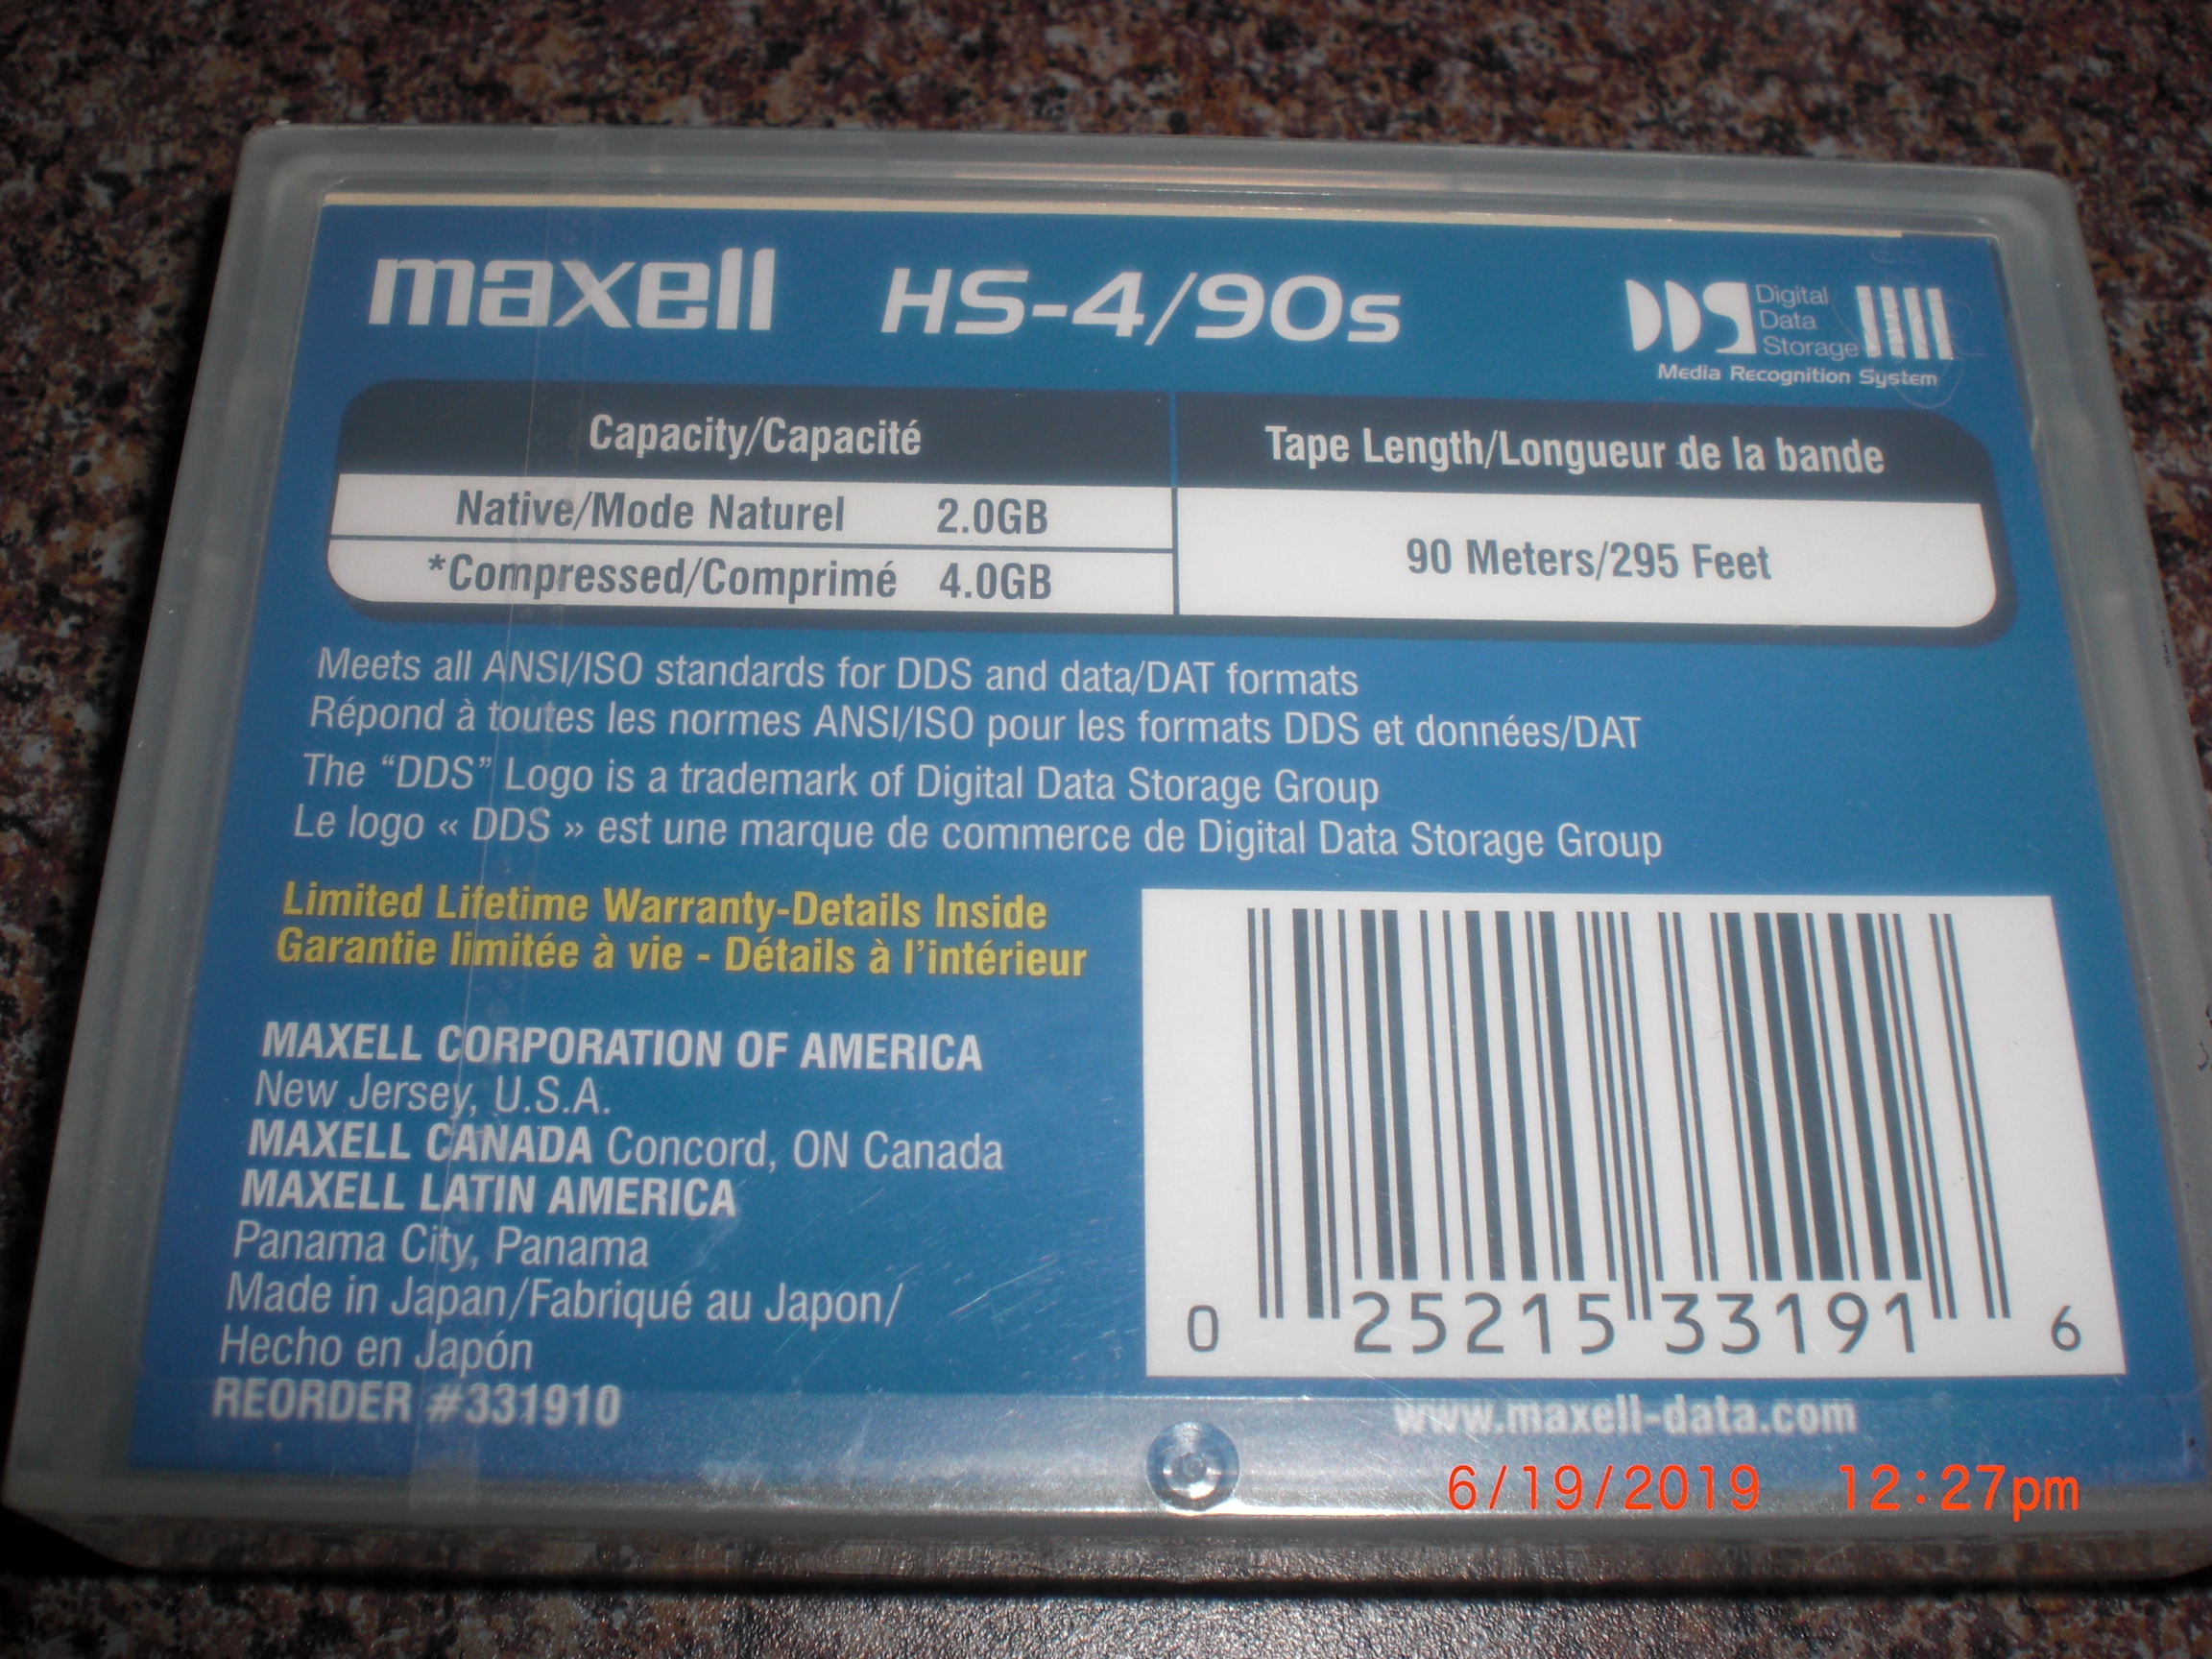 maxell HS-4/90s
DDS Digital
Data
Storage
Media Recognition System
Capacity/Capacité
Tape Length/Longueur de la bande
Native/Mode Naturel 2.0GB
*Compressed/Comprimé 4.0GB
90 Meters/295 Feet
Meets all ANSI/ISO standards for DDS and data/DAT formats
Répond à toutes les normes ANSI/ISO pour les formats DDS et données/DAT
The “DDS” Logo is a trademark of Digital Data Storage Group
Le logo « DDS » est une marque de commerce de Digital Data Storage Group
Limited Lifetime Warranty-Details Inside
Garantie limitée à vie - Détails à l’intérieur
MAXELL CORPORATION OF AMERICA
New Jersey, U.S.A.
MAXELL CANADA Concord, ON Canada
MAXELL LATIN AMERICA
Panama City, Panama
Made in Japan/Fabriqué au Japon/
Hecho en Japón
REORDER #331910
0 25215 33191 6
www.maxell-data.com
6/19/2019 12:27pm